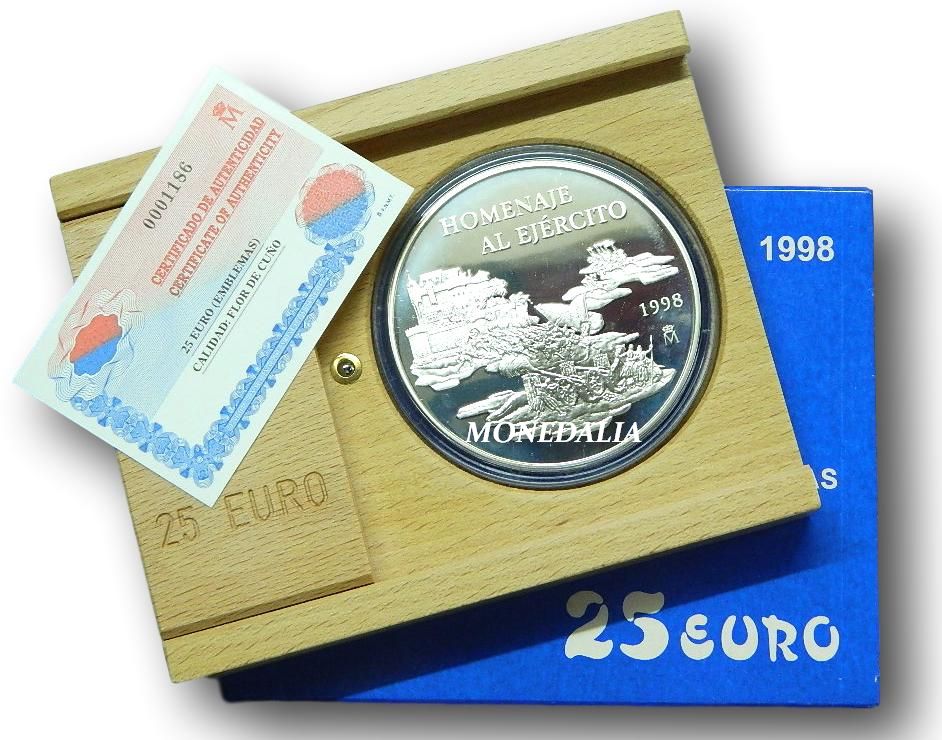 0001186
CERTIFICADO DE AUTENTICIDAD
CERTIFICATE OF AUTHENTICITY
25 EURO (EMBLEMAS)
CALIDAD: FLOR DE CUÑO
HOMENAJE
AL EJÉRCITO
1998
M
MONEDALIA
25 EURO
1998
AS
25 EURO